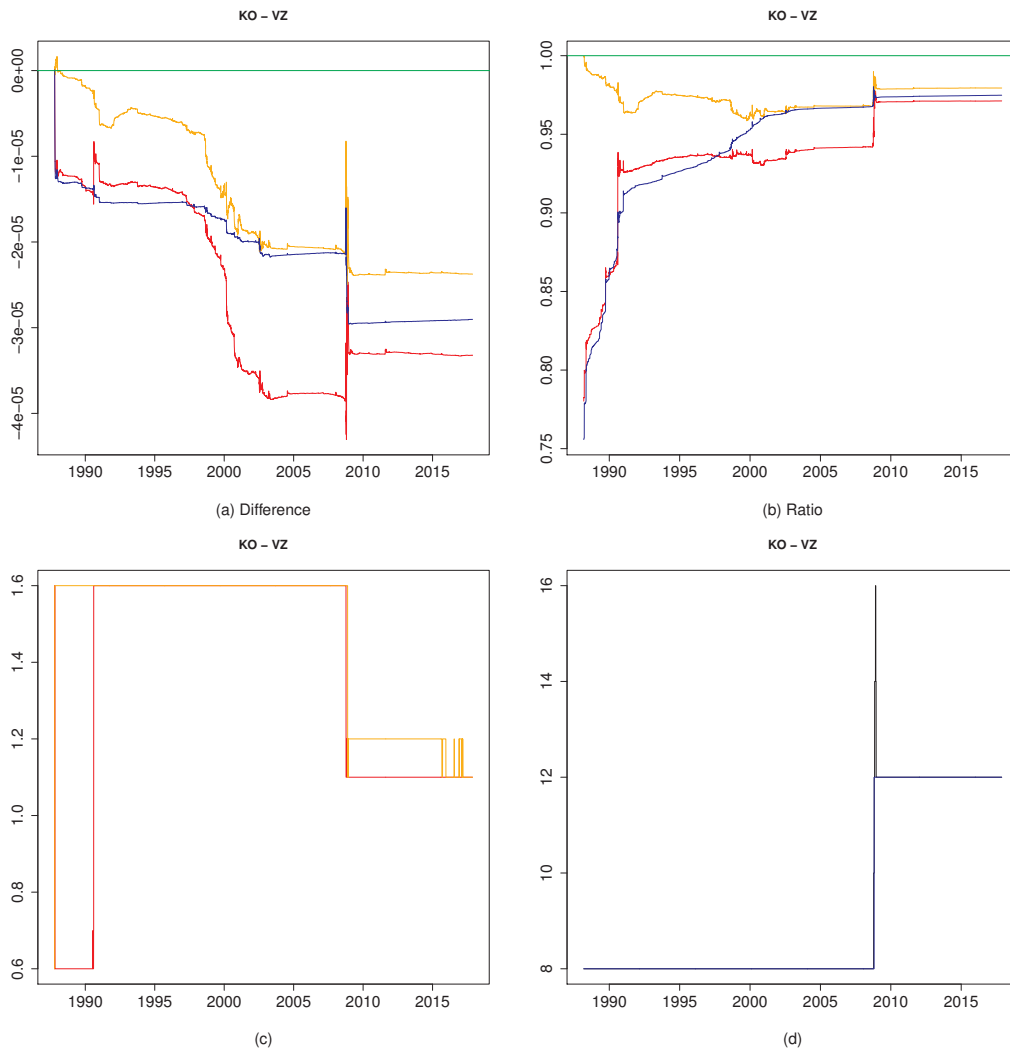 KO − VZ
0e+00
−1e−05
−2e−05
−3e−05
−4e−05
1990 1995 2000 2005 2010 2015
(a) Difference
KO − VZ
1.00
0.95
0.90
0.85
0.80
0.75
1990 1995 2000 2005 2010 2015
(b) Ratio
KO − VZ
1.6
1.4
1.2
1.0
0.8
0.6
1990 1995 2000 2005 2010 2015
(c)
KO − VZ
16
14
12
10
8
1990 1995 2000 2005 2010 2015
(d)